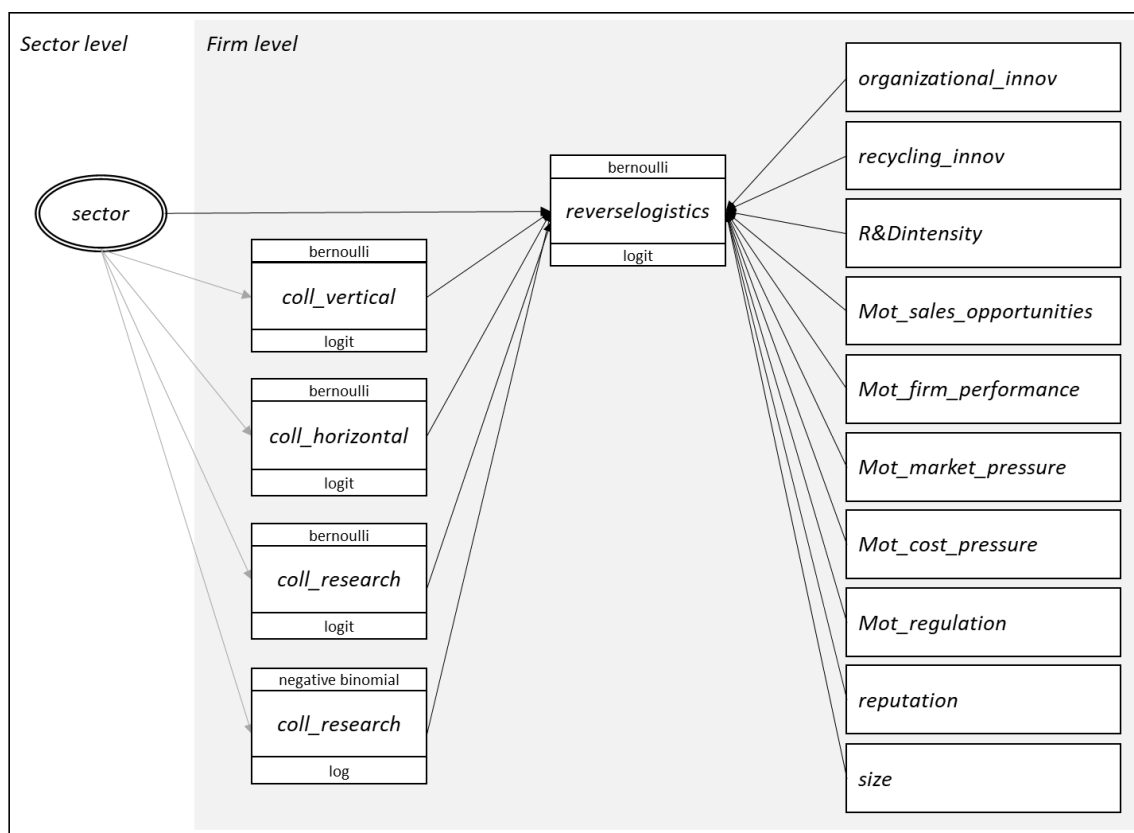 Sector level
Firm level
sector
bernoulli
coll_vertical
logit
bernoulli
coll_horizontal
logit
bernoulli
coll_research
logit
negative binomial
coll_research
log
bernoulli
reverselogistics
logit
organizational_innov
recycling_innov
R&Dintensity
Mot_sales_opportunities
Mot_firm_performance
Mot_market_pressure
Mot_cost_pressure
Mot_regulation
reputation
size